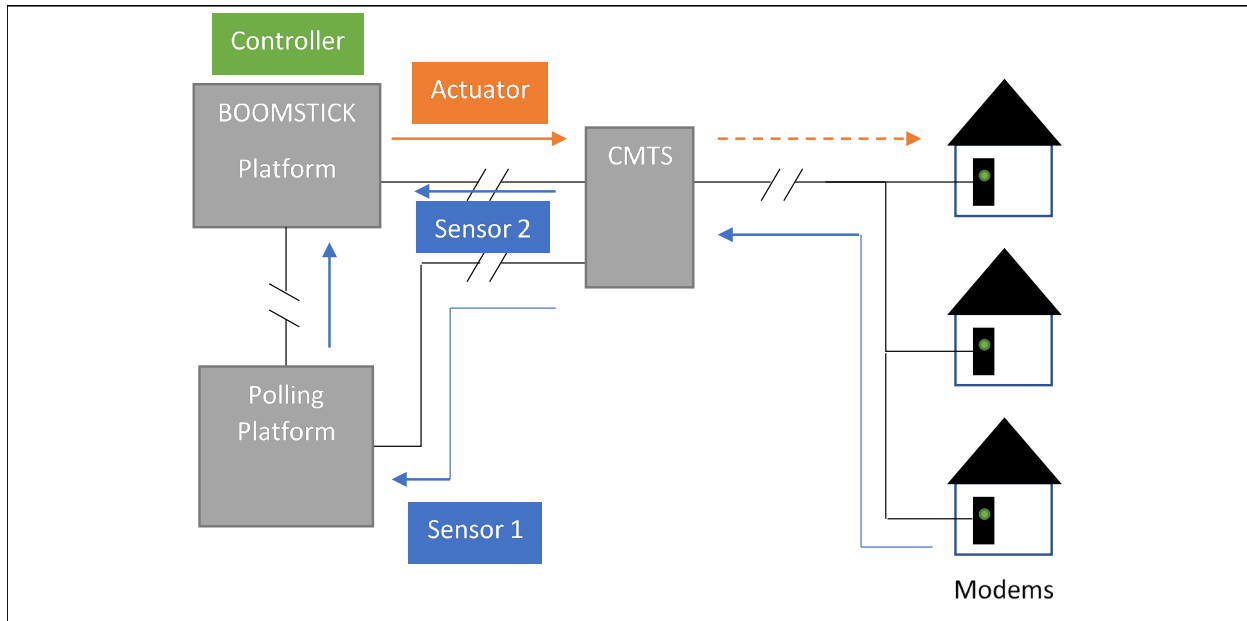 Controller
BOOMSTICK
Platform
Actuator
CMTS
Sensor 2
Polling
Platform
Sensor 1
Modems